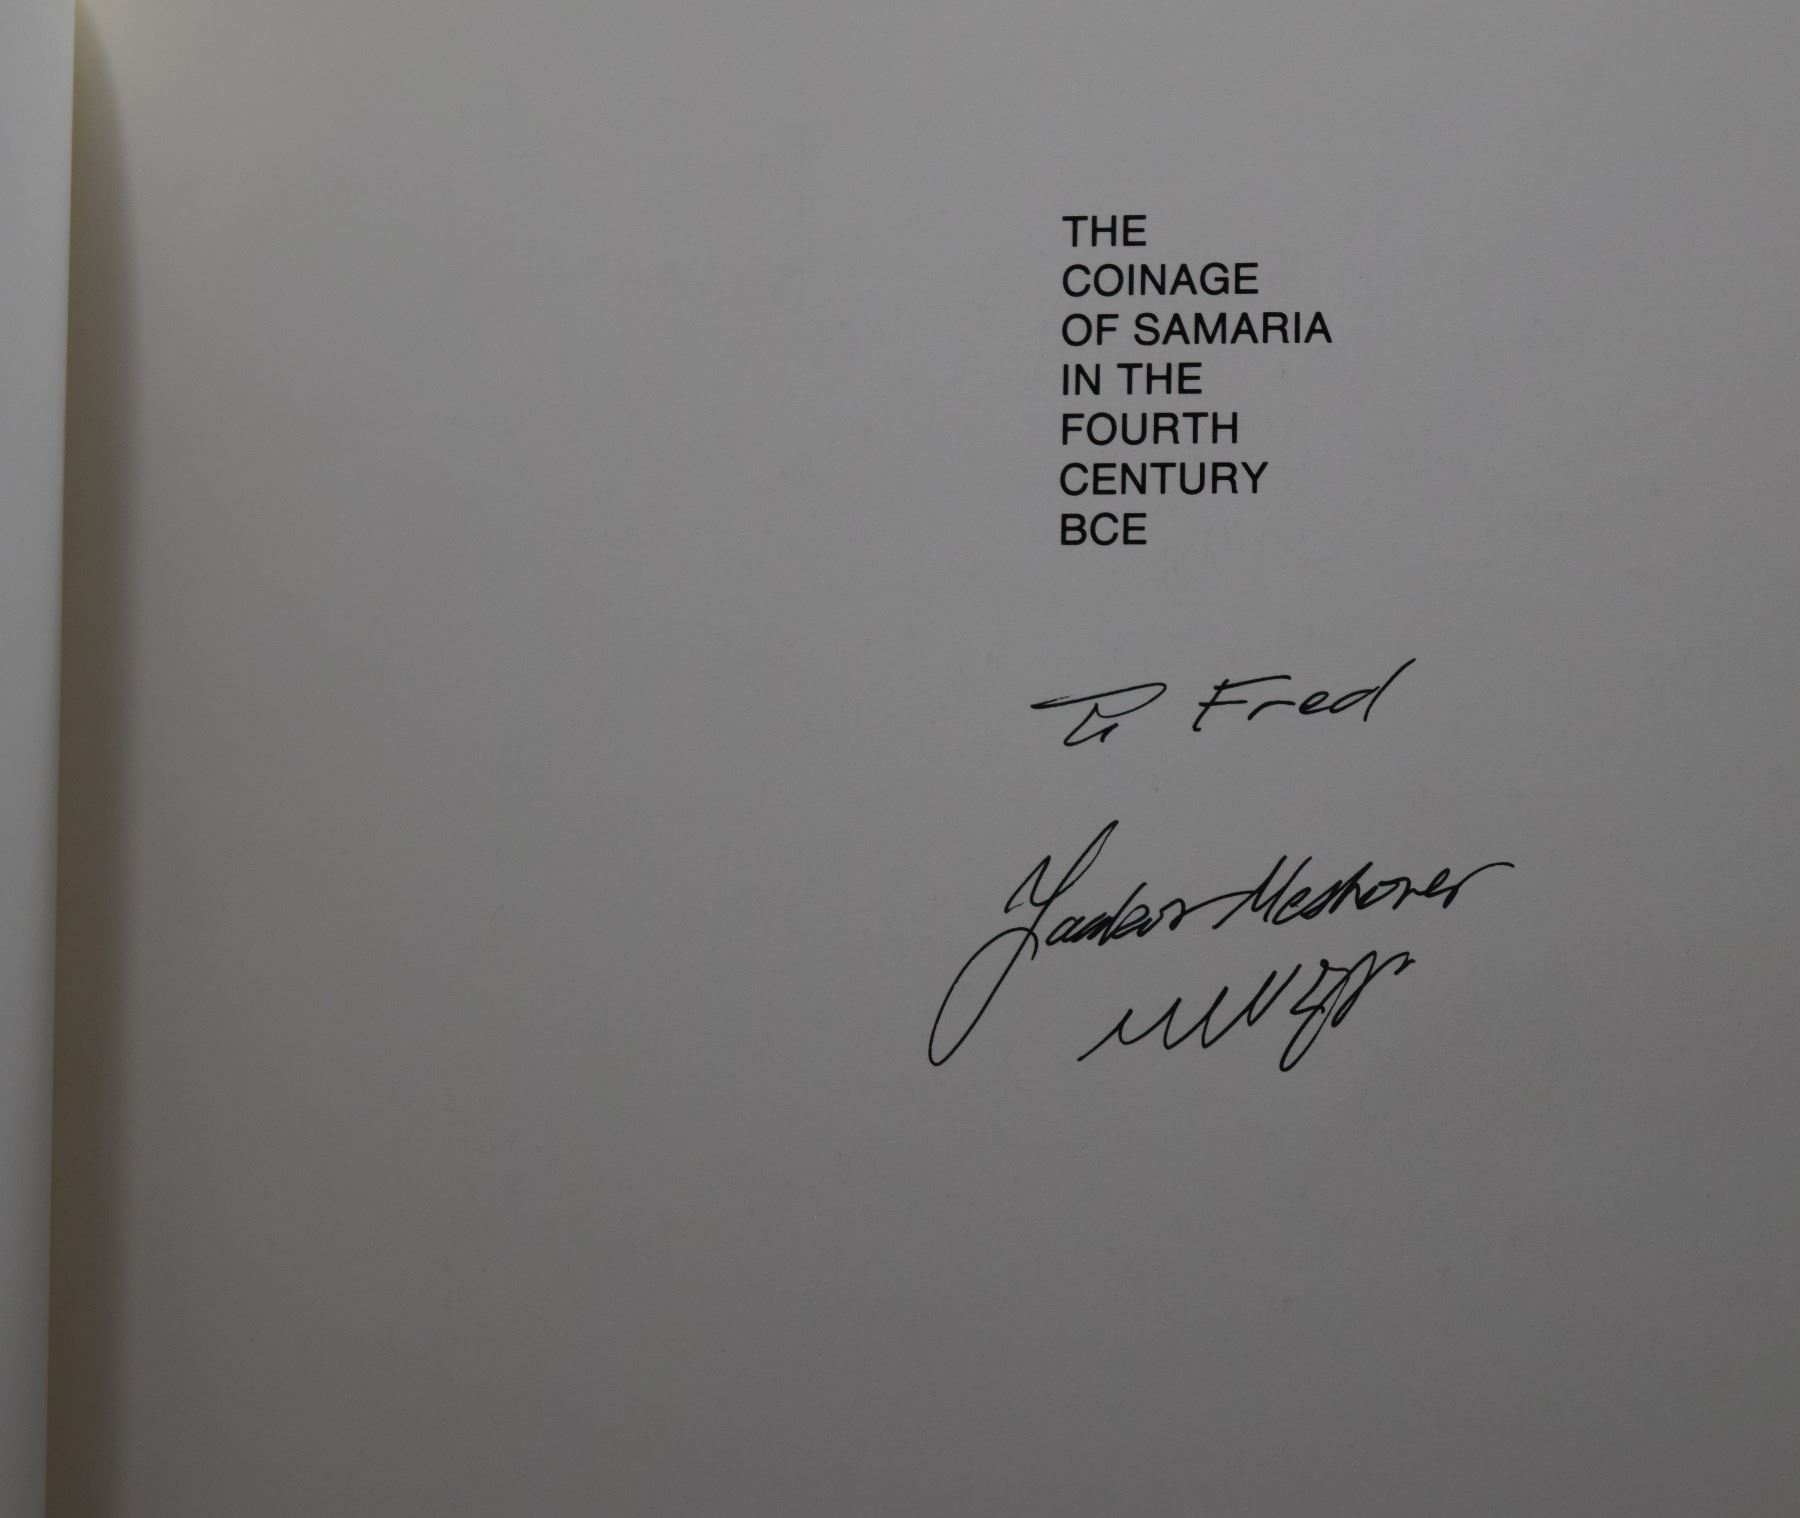 THE
COINAGE
OF SAMARIA
IN THE
FOURTH
CENTURY
BCE
To Fred
Yaakov Meshorer